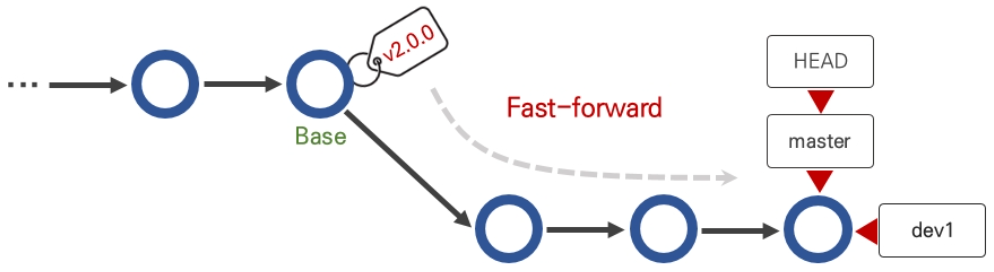 ...
v2.0.0
Base
Fast-forward
HEAD
master
dev1